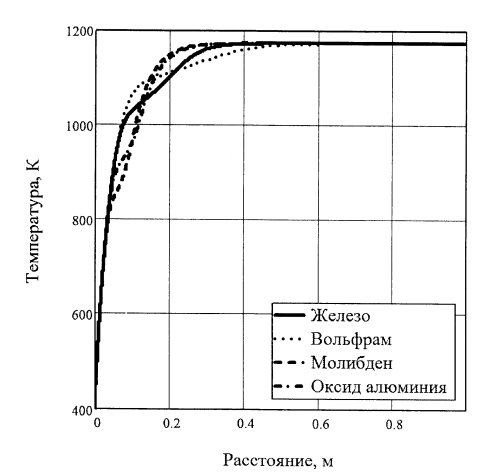 Температура, К
1200
1000
800
600
400
0
0.2
0.4
0.6
0.8
Расстояние, м
Железо
Вольфрам
Молибден
Оксид алюминия